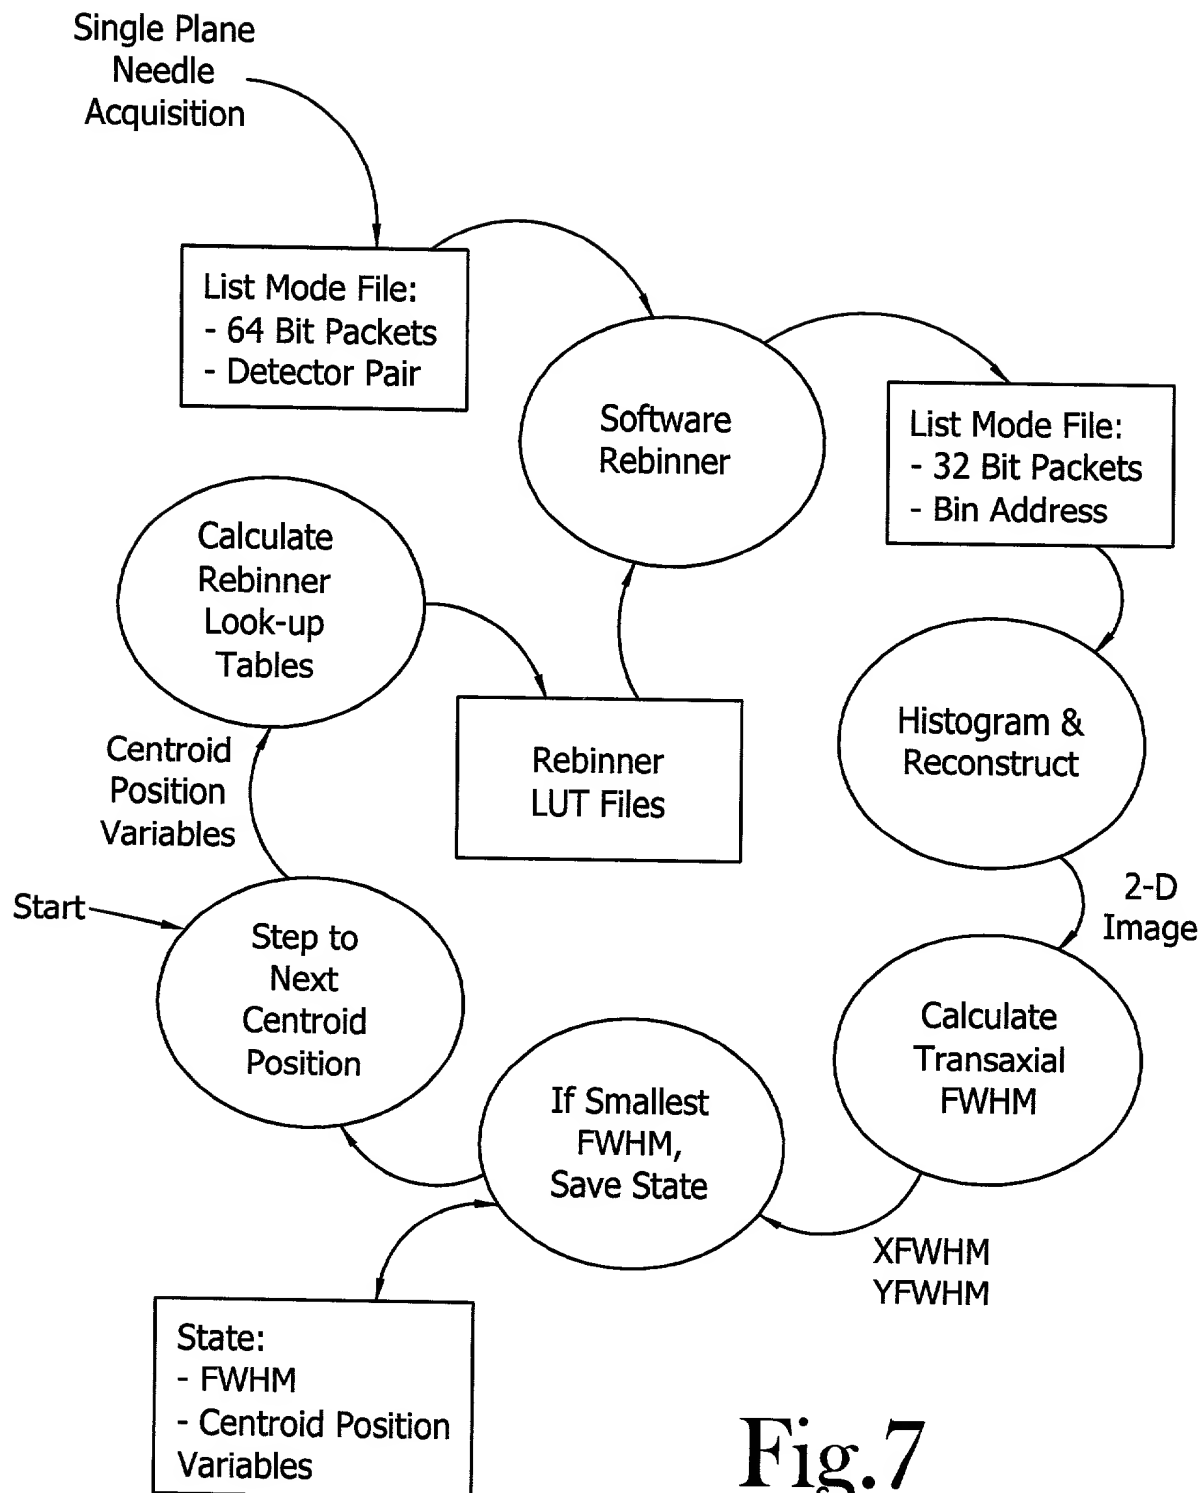 Single Plane
Needle
Acquisition
List Mode File:
- 64 Bit Packets
- Detector Pair
Software
Rebinner
List Mode File:
- 32 Bit Packets
- Bin Address
Calculate
Rebinner
Look-up
Tables
Rebinner
LUT Files
Histogram &
Reconstruct
Centroid
Position
Variables
2-D
Image
Start
Step to
Next
Centroid
Position
Calculate
Transaxial
FWHM
If Smallest
FWHM,
Save State
XFWHM
YFWHM
State:
- FWHM
- Centroid Position
Variables
Fig.7